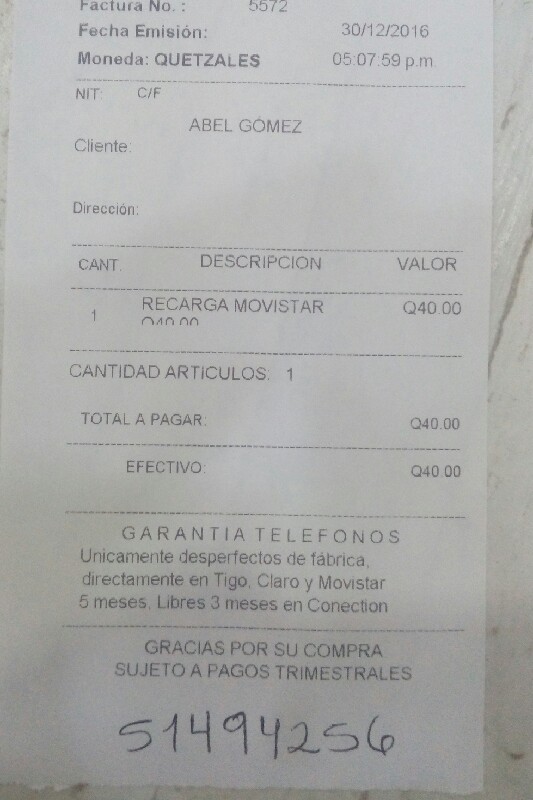 Factura No. : 5572
Fecha Emisión: 30/12/2016
Moneda: QUETZALES 05:07:59 p.m.
NIT: C/F
ABEL GÓMEZ
Cliente:
Dirección:
CANT. DESCRIPCION VALOR
1 RECARGA MOVISTAR Q40.00
Q40.00
CANTIDAD ARTICULOS: 1
TOTAL A PAGAR: Q40.00
EFECTIVO: Q40.00
GARANTIA TELEFONOS
Unicamente desperfectos de fábrica,
directamente en Tigo, Claro y Movistar
5 meses, Libres 3 meses en Conection
GRACIAS POR SU COMPRA
SUJETO A PAGOS TRIMESTRALES
51494256